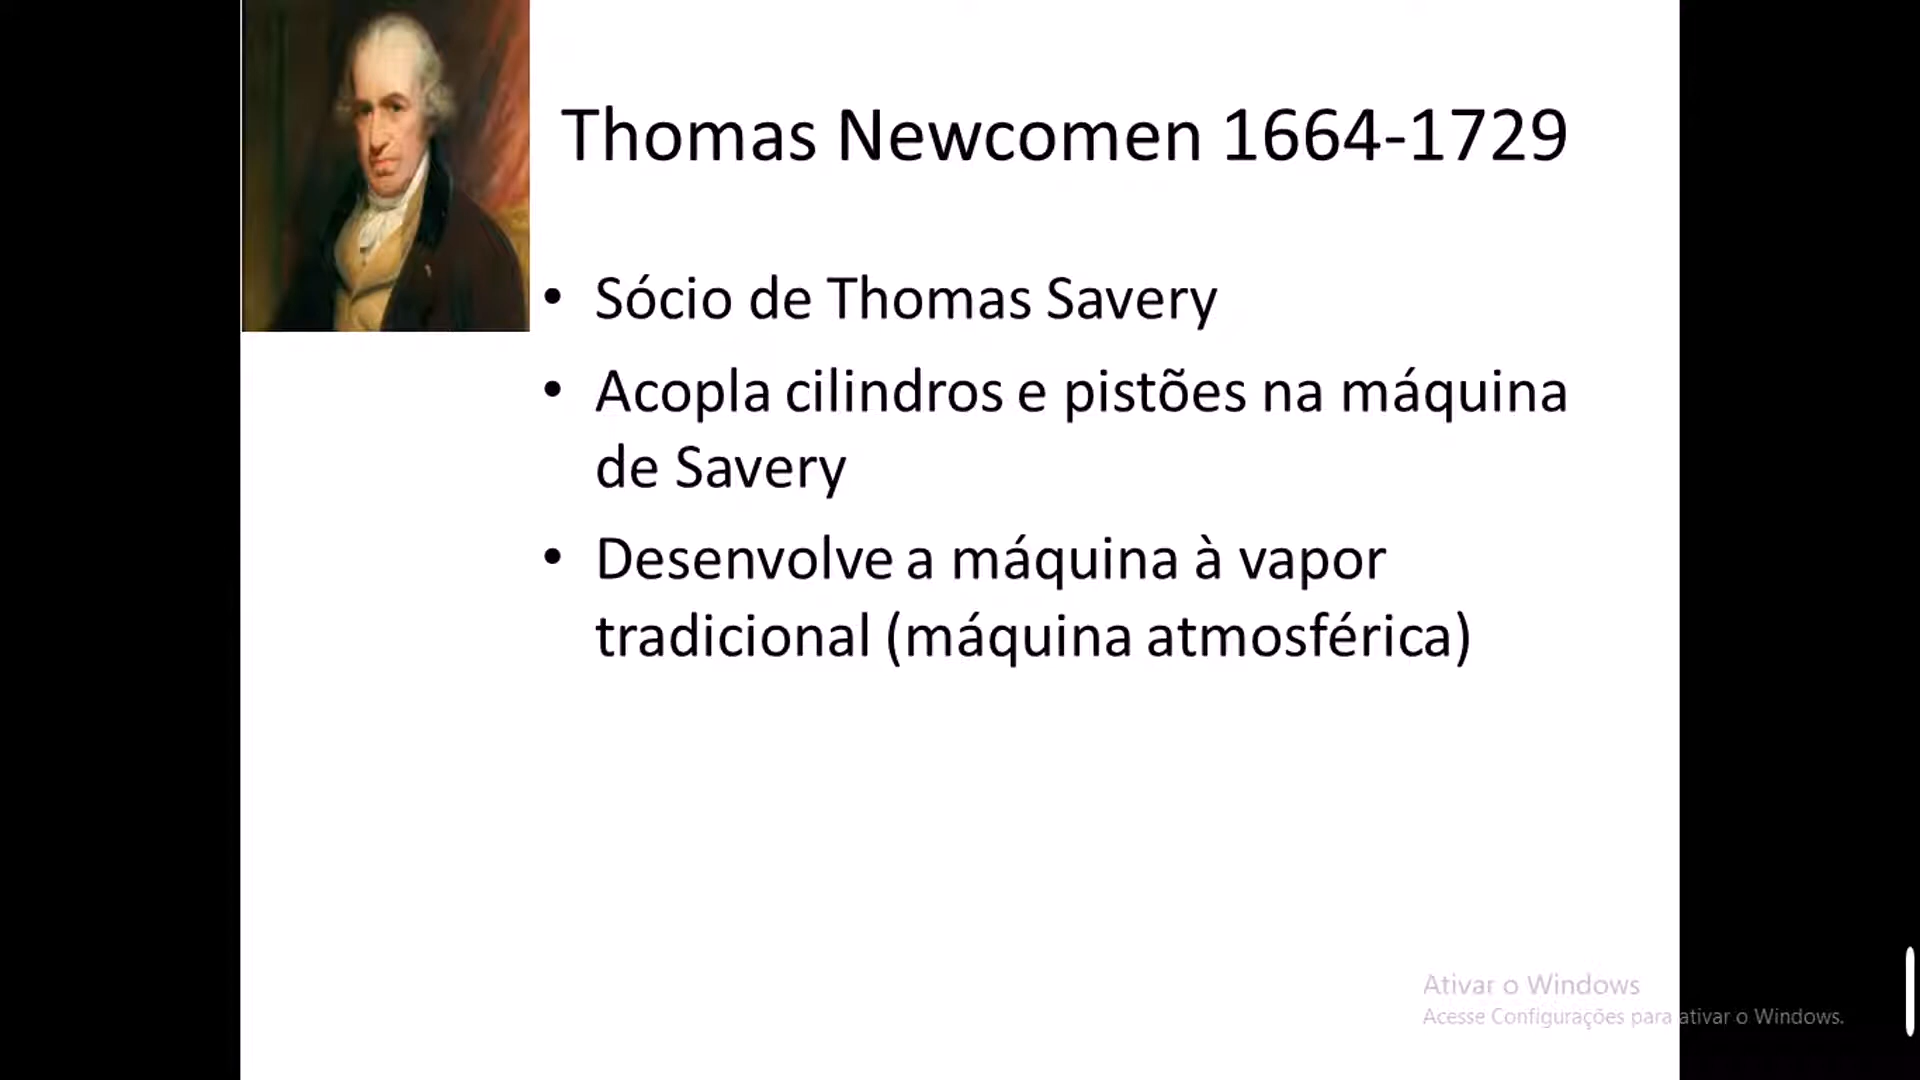 Thomas Newcomen 1664-1729
• Sócio de Thomas Savery
• Acopla cilindros e pistões na máquina
de Savery
• Desenvolve a máquina à vapor
tradicional (máquina atmosférica)
Ativar o Windows
Acesse Configurações para ativar o Windows.